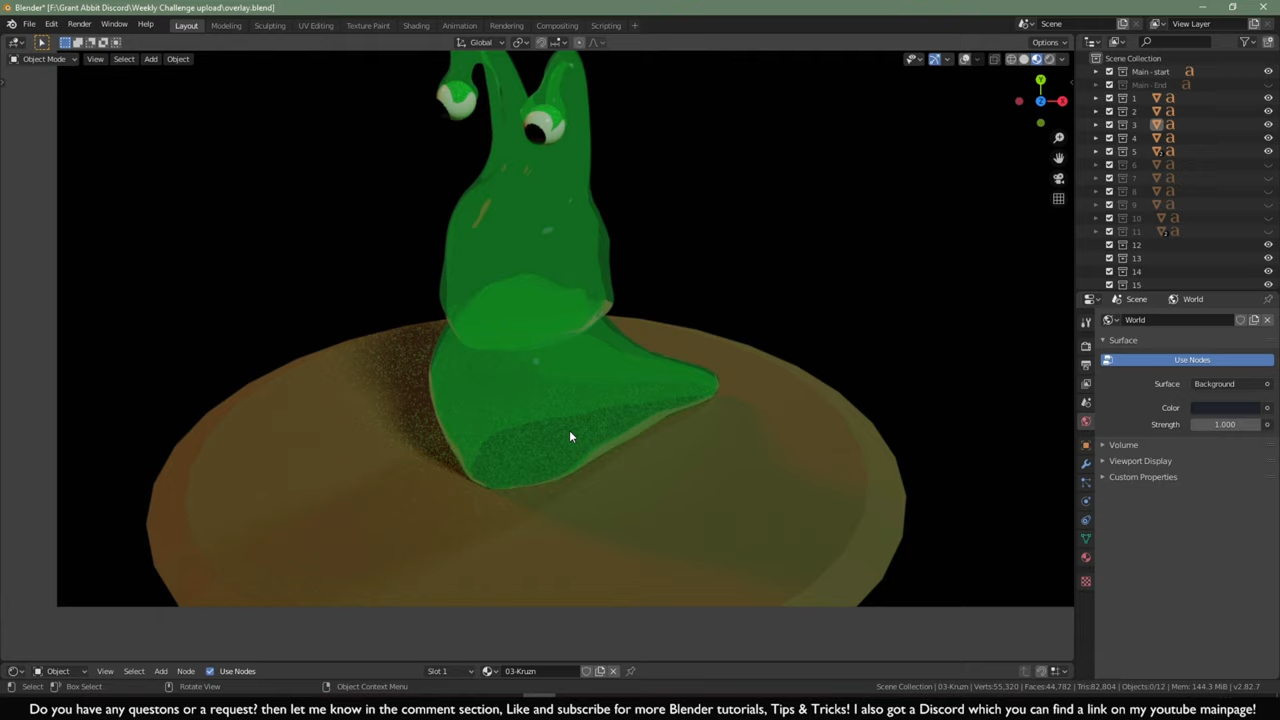 Blender* [F:\Grant Abbit Discord\Weekly Challenge upload\overlay.blend]
File Edit Render Window Help Layout Modeling Sculpting UV Editing Texture Paint Shading Animation Rendering Compositing Scripting + Scene View Layer
Global Options
Object Mode View Select Add Object
Scene Collection
Main - start
Main - End
1
2
3
4
5
6
7
8
9
10
11
12
13
14
15
Y
Z
X
Scene World
World
Surface
Use Nodes
Surface Background
Color
Strength 1.000
Volume
Viewport Display
Custom Properties
Object View Select Add Node Use Nodes Slot 1 03-Kruzn
Select Box Select Rotate View Object Context Menu Scene Collection | 03-Kruzn | Verts:55,320 | Faces:44,782 | Tris:82,804 | Objects:0/12 | Mem: 144.3 MiB | v2.82.7
Do you have any questons or a request? then let me know in the comment section, Like and subscribe for more Blender tutorials, Tips & Tricks! I also got a Discord which you can find a link on my youtube mainpage!